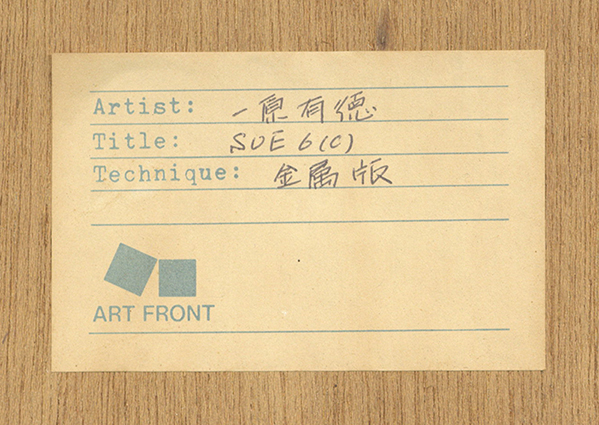 Artist: 一原有徳
Title: SUE 6(C)
Technique: 金属版
ART FRONT